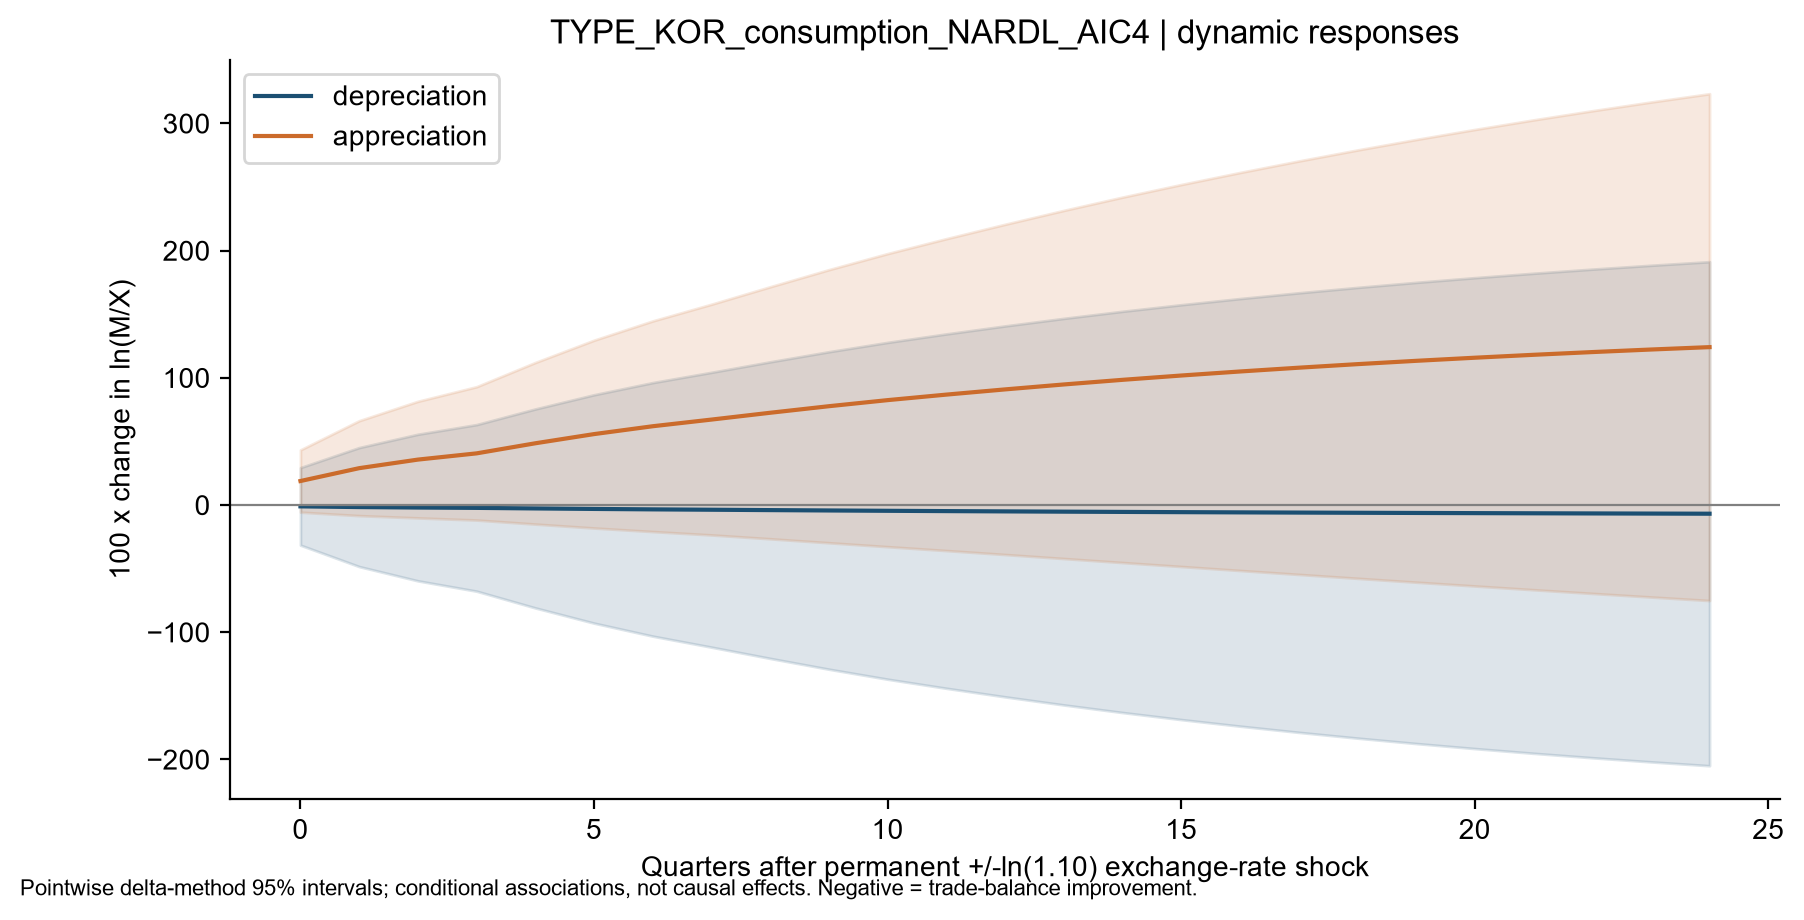 TYPE_KOR_consumption_NARDL_AIC4 | dynamic responses
depreciation
appreciation
300
200
100
0
−100
−200
100 x change in ln(M/X)
0
5
10
15
20
25
Quarters after permanent +/-ln(1.10) exchange-rate shock
Pointwise delta-method 95% intervals; conditional associations, not causal effects. Negative = trade-balance improvement.